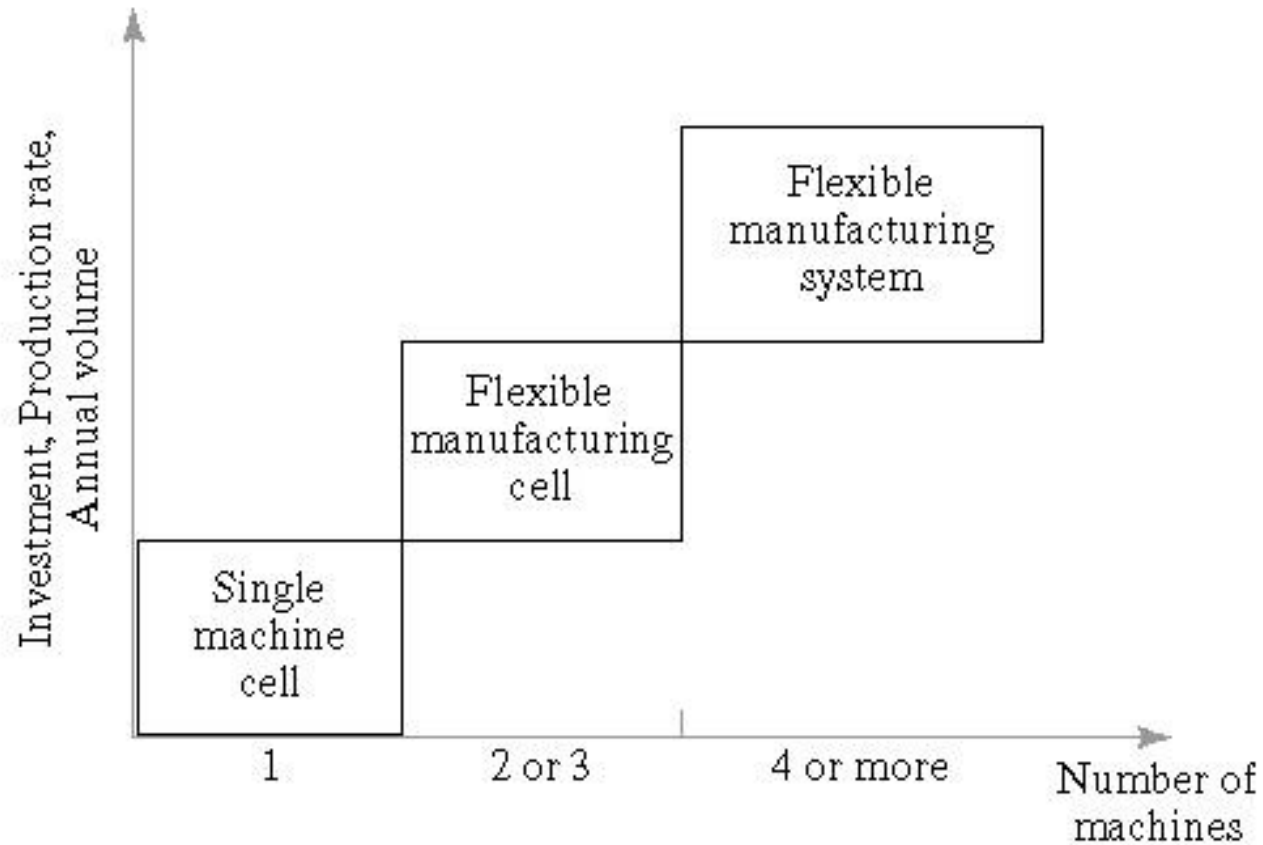 Investment, Production rate,
Annual volume
Flexible
manufacturing
system
Flexible
manufacturing
cell
Single
machine
cell
1
2 or 3
4 or more
Number of
machines